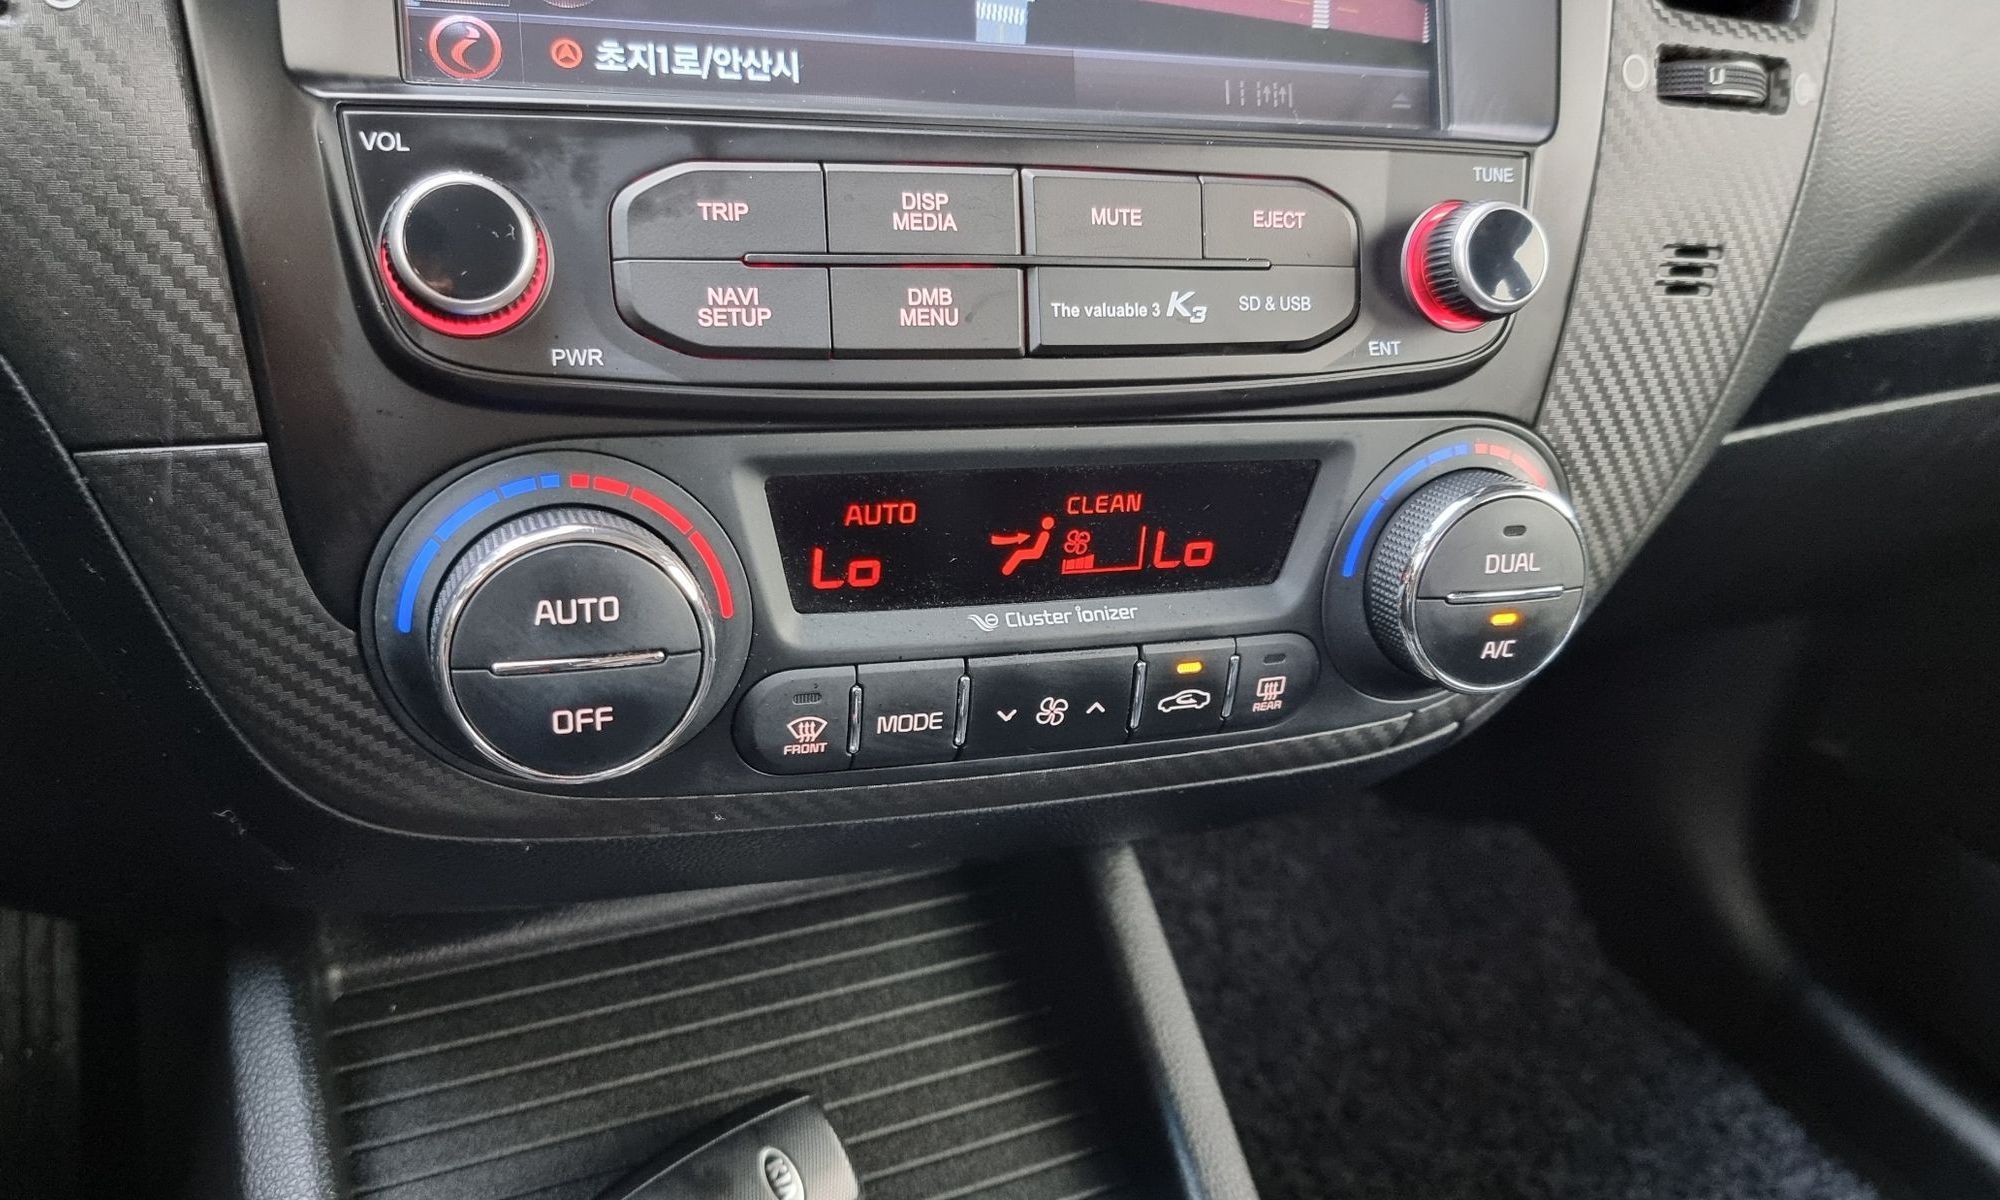 초지1로/안산시
VOL
TUNE
TRIP
DISP
MEDIA
MUTE
EJECT
NAVI
SETUP
DMB
MENU
The valuable 3 K3
SD & USB
PWR
ENT
AUTO
CLEAN
Lo
Lo
Cluster ionizer
AUTO
OFF
DUAL
A/C
FRONT
MODE
REAR
KIA